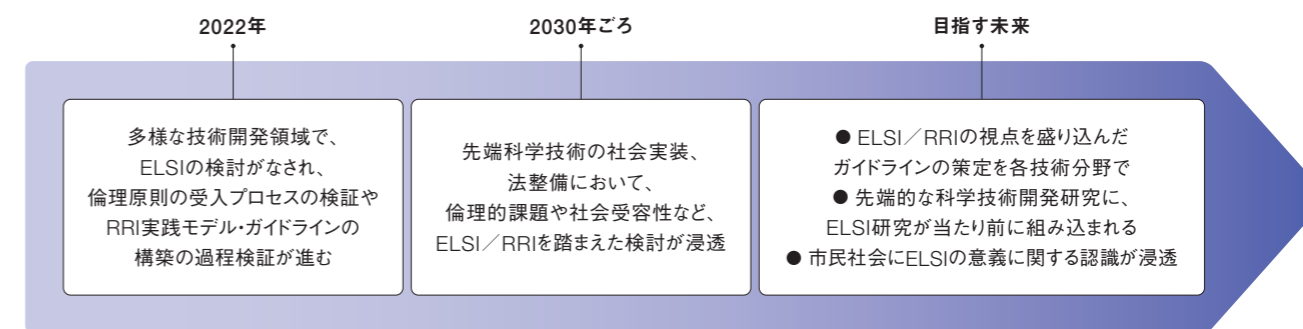 2022年
2030年ごろ
目指す未来
多様な技術開発領域で、
ELSIの検討がなされ、
倫理原則の受入プロセスの検証や
RRI実践モデル・ガイドラインの
構築の過程検証が進む
先端科学技術の社会実装、
法整備において、
倫理的課題や社会受容性など、
ELSI／RRIを踏まえた検討が浸透
● ELSI／RRIの視点を盛り込んだ
ガイドラインの策定を各技術分野で
● 先端的な科学技術開発研究に、
ELSI研究が当たり前に組み込まれる
● 市民社会にELSIの意義に関する認識が浸透